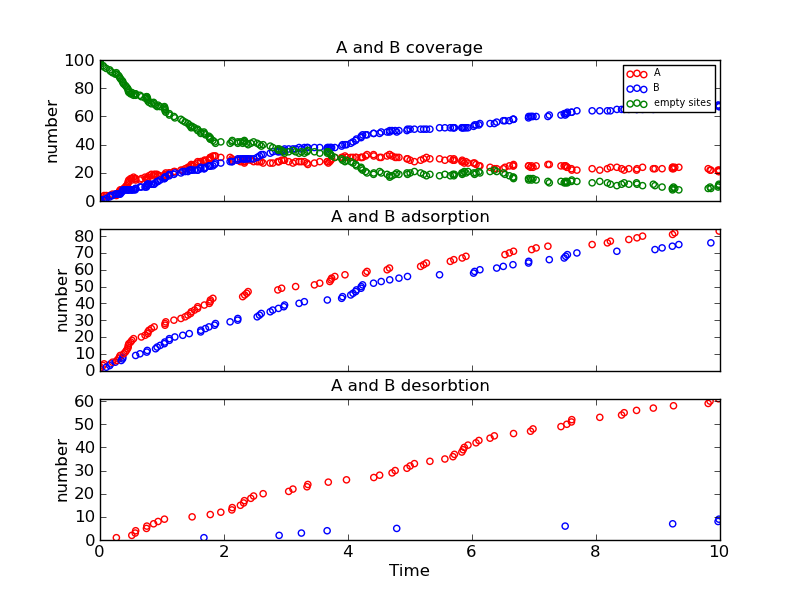 A and B coverage
100
80
60
40
20
0
number
A
B
empty sites
A and B adsorption
80
70
60
50
40
30
20
10
0
number
A and B desorbtion
60
50
40
30
20
10
0
number
0 2 4 6 8 10
Time